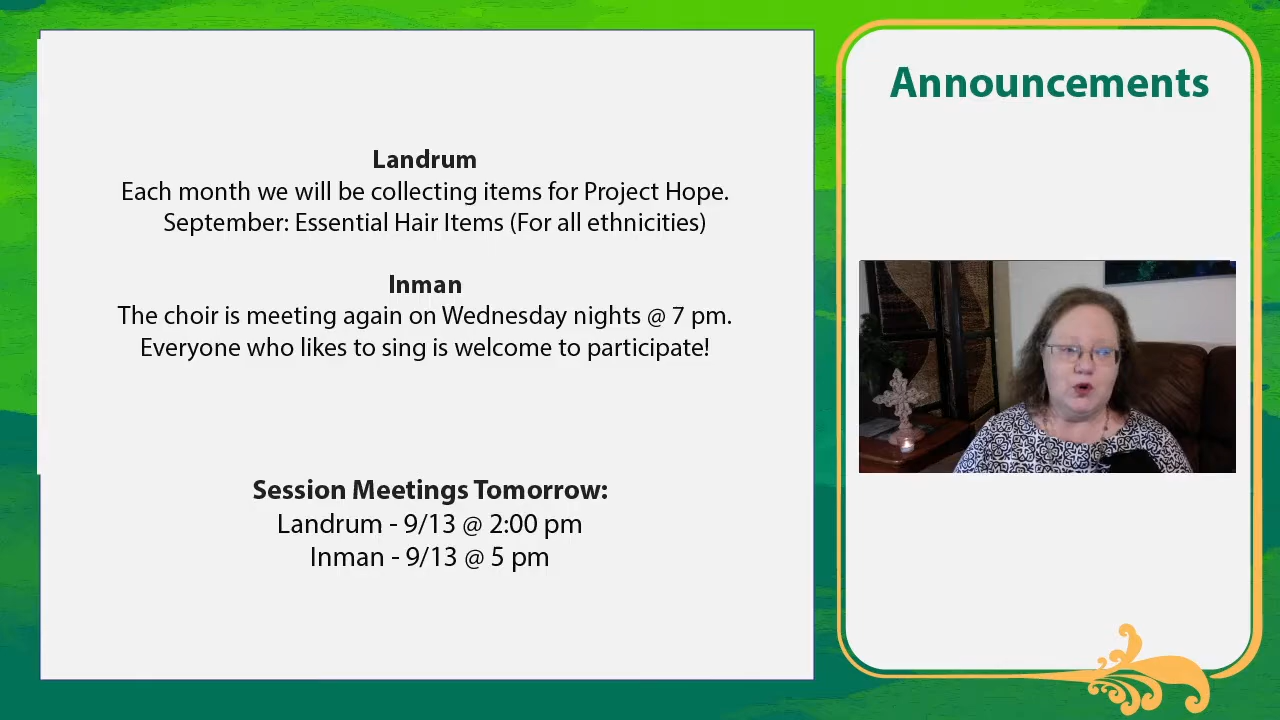 Announcements
Landrum
Each month we will be collecting items for Project Hope.
September: Essential Hair Items (For all ethnicities)
Inman
The choir is meeting again on Wednesday nights @ 7 pm.
Everyone who likes to sing is welcome to participate!
Session Meetings Tomorrow:
Landrum - 9/13 @ 2:00 pm
Inman - 9/13 @ 5 pm